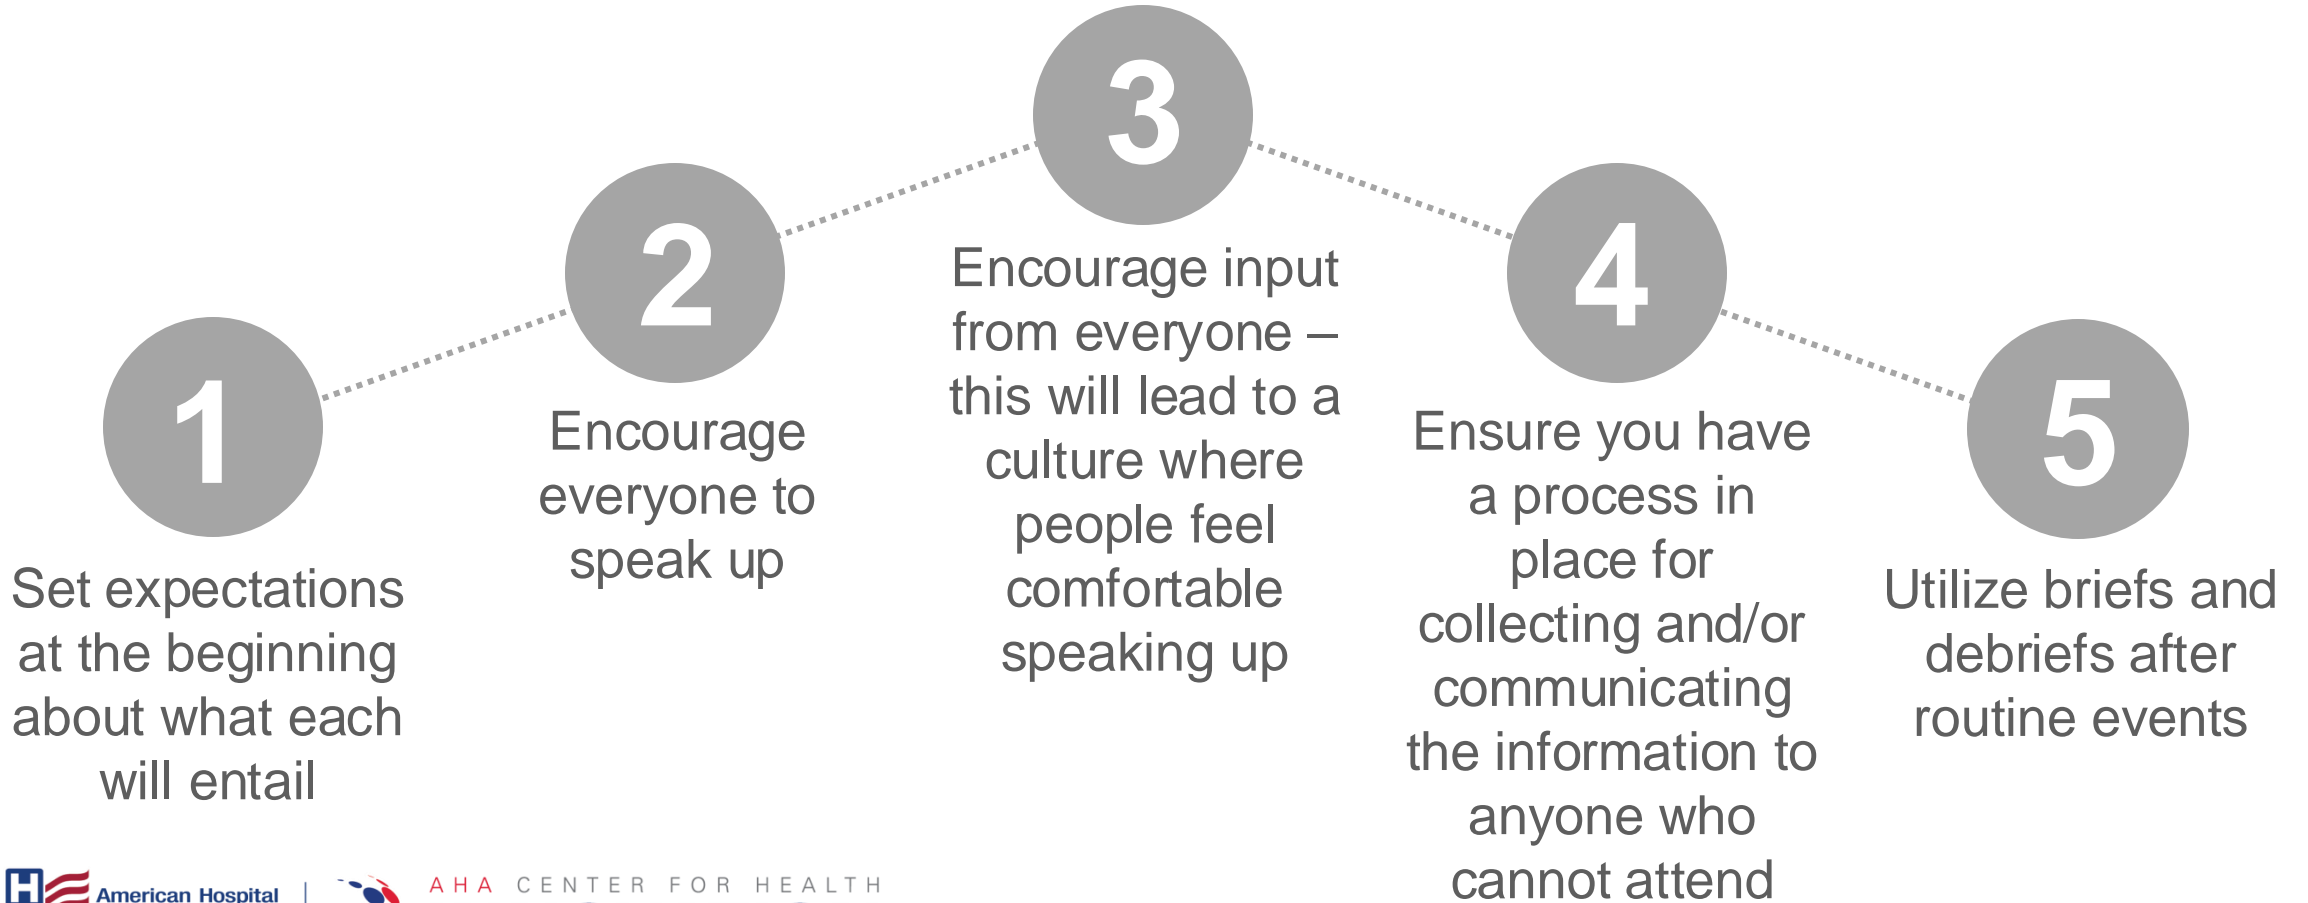 1
Set expectations
at the beginning
about what each
will entail
2
Encourage
everyone to
speak up
3
Encourage input
from everyone –
this will lead to a
culture where
people feel
comfortable
speaking up
4
Ensure you have
a process in
place for
collecting and/or
communicating
the information to
anyone who
cannot attend
5
Utilize briefs and
debriefs after
routine events
H
American Hospital
AHA CENTER FOR HEALTH